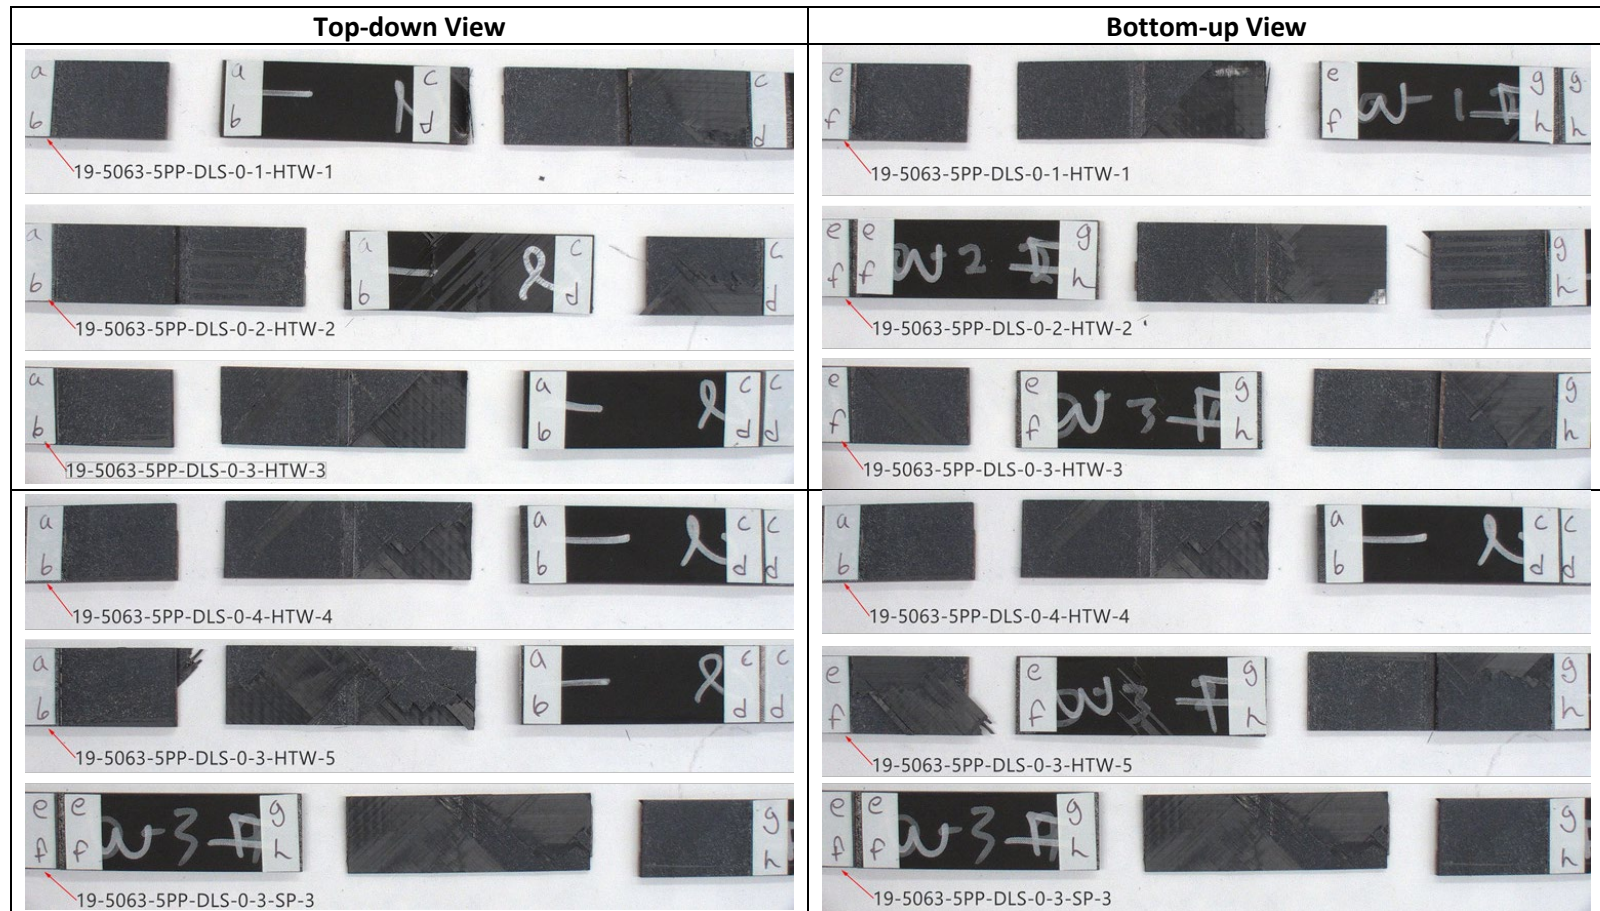 Top-down View
Bottom-up View
a a c c
b b d d
19-5063-5PP-DLS-0-1-HTW-1
e e g g
f 1 f h h
19-5063-5PP-DLS-0-1-HTW-1
a a c c
b b d d
19-5063-5PP-DLS-0-2-HTW-2
e e g g
f f 2 h h
19-5063-5PP-DLS-0-2-HTW-2
a a c c
b b d d
19-5063-5PP-DLS-0-3-HTW-3
e e g g
f f 3 h h
19-5063-5PP-DLS-0-3-HTW-3
a a c c
b b d d
19-5063-5PP-DLS-0-4-HTW-4
a a c c
b b d d
19-5063-5PP-DLS-0-4-HTW-4
a a c c
b b d d
19-5063-5PP-DLS-0-3-HTW-5
e e g g
f f h h
19-5063-5PP-DLS-0-3-HTW-5
e e g g
f f 3 h h
19-5063-5PP-DLS-0-3-SP-3
e e g g
f f 3 h h
19-5063-5PP-DLS-0-3-SP-3